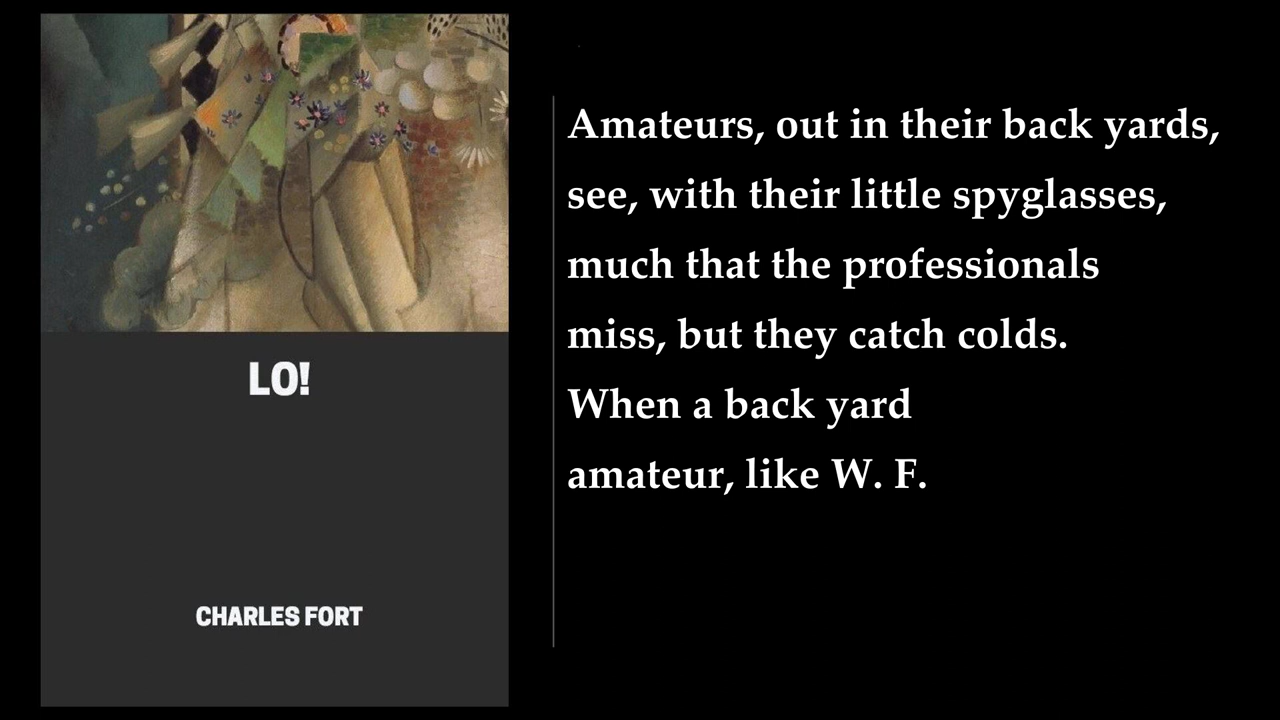 LO!
CHARLES FORT
Amateurs, out in their back yards,
see, with their little spyglasses,
much that the professionals
miss, but they catch colds.
When a back yard
amateur, like W. F.